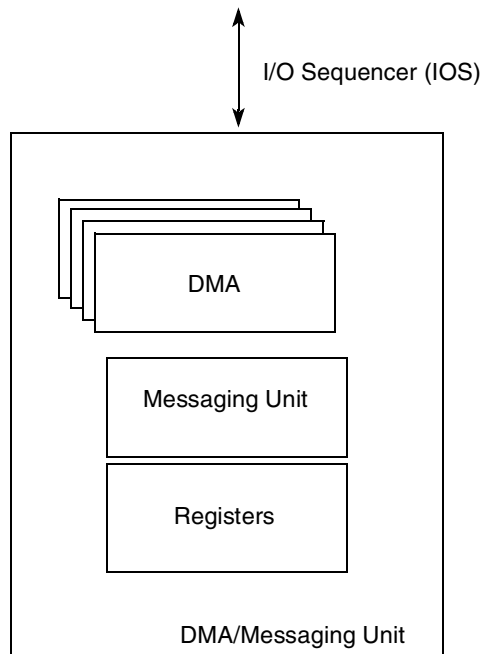 I/O Sequencer (IOS)
DMA
Messaging Unit
Registers
DMA/Messaging Unit